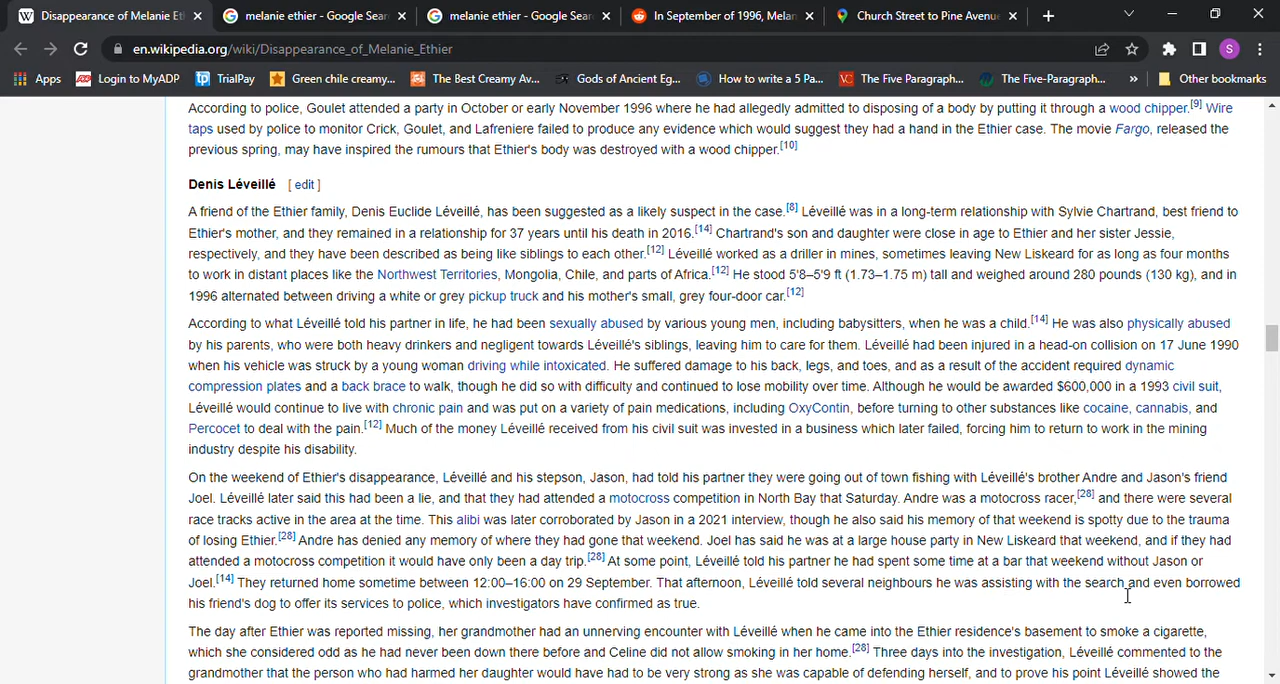 Disappearance of Melanie Et
melanie ethier - Google Sear
melanie ethier - Google Sear
In September of 1996, Melan
Church Street to Pine Avenue
en.wikipedia.org/wiki/Disappearance_of_Melanie_Ethier
S
Apps
Login to MyADP
TrialPay
Green chile creamy...
The Best Creamy Av...
Gods of Ancient Eg...
How to write a 5 Pa...
The Five Paragraph...
The Five-Paragraph...
»
Other bookmarks
According to police, Goulet attended a party in October or early November 1996 where he had allegedly admitted to disposing of a body by putting it through a wood chipper.[9] Wire
taps used by police to monitor Crick, Goulet, and Lafreniere failed to produce any evidence which would suggest they had a hand in the Ethier case. The movie Fargo, released the
previous spring, may have inspired the rumours that Ethier's body was destroyed with a wood chipper.[10]
Denis Léveillé [ edit ]
A friend of the Ethier family, Denis Euclide Léveillé, has been suggested as a likely suspect in the case.[8] Léveillé was in a long-term relationship with Sylvie Chartrand, best friend to
Ethier's mother, and they remained in a relationship for 37 years until his death in 2016.[14] Chartrand's son and daughter were close in age to Ethier and her sister Jessie,
respectively, and they have been described as being like siblings to each other.[12] Léveillé worked as a driller in mines, sometimes leaving New Liskeard for as long as four months
to work in distant places like the Northwest Territories, Mongolia, Chile, and parts of Africa.[12] He stood 5'8–5'9 ft (1.73–1.75 m) tall and weighed around 280 pounds (130 kg), and in
1996 alternated between driving a white or grey pickup truck and his mother's small, grey four-door car.[12]
According to what Léveillé told his partner in life, he had been sexually abused by various young men, including babysitters, when he was a child.[14] He was also physically abused
by his parents, who were both heavy drinkers and negligent towards Léveillé's siblings, leaving him to care for them. Léveillé had been injured in a head-on collision on 17 June 1990
when his vehicle was struck by a young woman driving while intoxicated. He suffered damage to his back, legs, and toes, and as a result of the accident required dynamic
compression plates and a back brace to walk, though he did so with difficulty and continued to lose mobility over time. Although he would be awarded $600,000 in a 1993 civil suit,
Léveillé would continue to live with chronic pain and was put on a variety of pain medications, including OxyContin, before turning to other substances like cocaine, cannabis, and
Percocet to deal with the pain.[12] Much of the money Léveillé received from his civil suit was invested in a business which later failed, forcing him to return to work in the mining
industry despite his disability.
On the weekend of Ethier's disappearance, Léveillé and his stepson, Jason, had told his partner they were going out of town fishing with Léveillé's brother Andre and Jason's friend
Joel. Léveillé later said this had been a lie, and that they had attended a motocross competition in North Bay that Saturday. Andre was a motocross racer,[28] and there were several
race tracks active in the area at the time. This alibi was later corroborated by Jason in a 2021 interview, though he also said his memory of that weekend is spotty due to the trauma
of losing Ethier.[28] Andre has denied any memory of where they had gone that weekend. Joel has said he was at a large house party in New Liskeard that weekend, and if they had
attended a motocross competition it would have only been a day trip.[28] At some point, Léveillé told his partner he had spent some time at a bar that weekend without Jason or
Joel.[14] They returned home sometime between 12:00–16:00 on 29 September. That afternoon, Léveillé told several neighbours he was assisting with the search and even borrowed
his friend's dog to offer its services to police, which investigators have confirmed as true.
The day after Ethier was reported missing, her grandmother had an unnerving encounter with Léveillé when he came into the Ethier residence's basement to smoke a cigarette,
which she considered odd as he had never been down there before and Celine did not allow smoking in her home.[28] Three days into the investigation, Léveillé commented to the
grandmother that the person who had harmed her daughter would have had to be very strong as she was capable of defending herself, and to prove his point Léveillé showed the